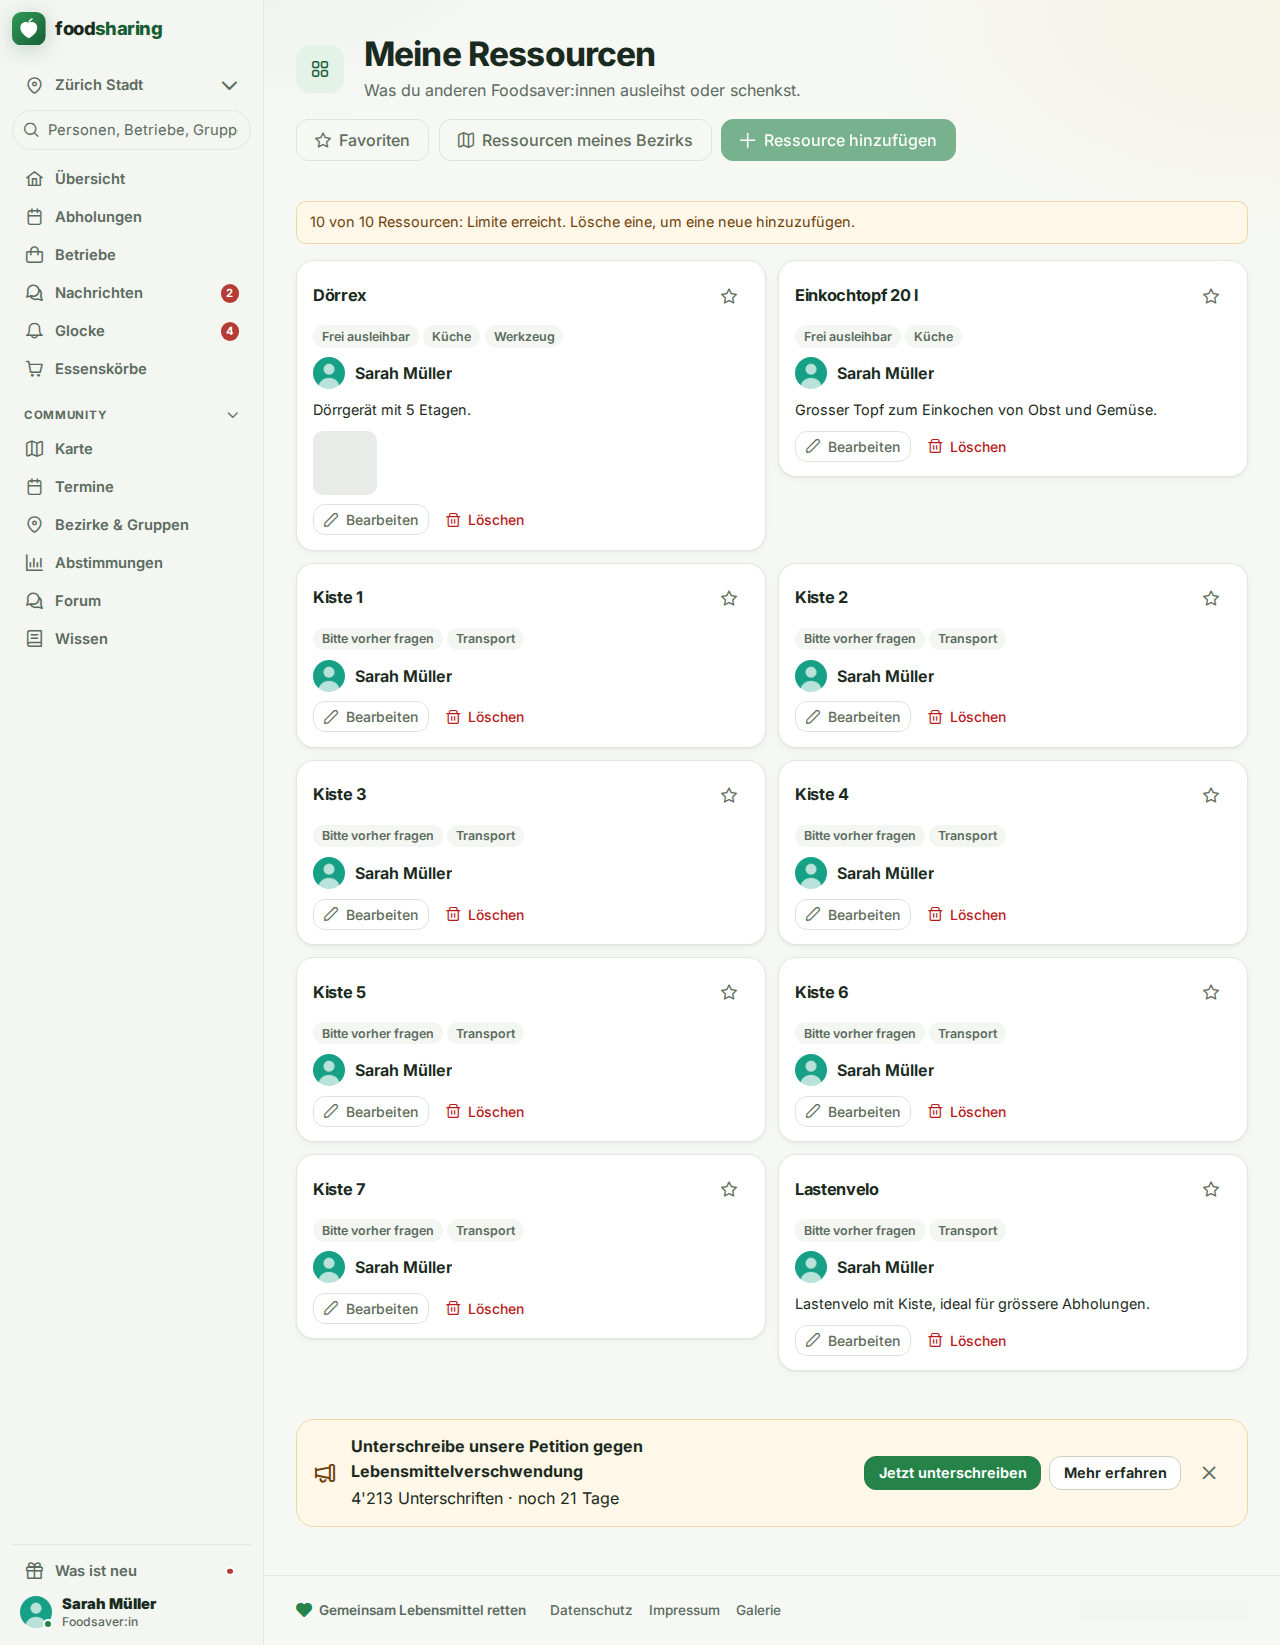 foodsharing
Zürich Stadt
Personen, Betriebe, Grupp
Übersicht
Abholungen
Betriebe
Nachrichten 2
Glocke 4
Essenskörbe
COMMUNITY
Karte
Termine
Bezirke & Gruppen
Abstimmungen
Forum
Wissen
Was ist neu
Sarah Müller
Foodsaver:in
Meine Ressourcen
Was du anderen Foodsaver:innen ausleihst oder schenkst.
Favoriten
Ressourcen meines Bezirks
Ressource hinzufügen
10 von 10 Ressourcen: Limite erreicht. Lösche eine, um eine neue hinzuzufügen.
Dörrex
Frei ausleihbar Küche Werkzeug
Sarah Müller
Dörrgerät mit 5 Etagen.
Bearbeiten Löschen
Einkochtopf 20 l
Frei ausleihbar Küche
Sarah Müller
Grosser Topf zum Einkochen von Obst und Gemüse.
Bearbeiten Löschen
Kiste 1
Bitte vorher fragen Transport
Sarah Müller
Bearbeiten Löschen
Kiste 2
Bitte vorher fragen Transport
Sarah Müller
Bearbeiten Löschen
Kiste 3
Bitte vorher fragen Transport
Sarah Müller
Bearbeiten Löschen
Kiste 4
Bitte vorher fragen Transport
Sarah Müller
Bearbeiten Löschen
Kiste 5
Bitte vorher fragen Transport
Sarah Müller
Bearbeiten Löschen
Kiste 6
Bitte vorher fragen Transport
Sarah Müller
Bearbeiten Löschen
Kiste 7
Bitte vorher fragen Transport
Sarah Müller
Bearbeiten Löschen
Lastenvelo
Bitte vorher fragen Transport
Sarah Müller
Lastenvelo mit Kiste, ideal für grössere Abholungen.
Bearbeiten Löschen
Unterschreibe unsere Petition gegen
Lebensmittelverschwendung
4'213 Unterschriften · noch 21 Tage
Jetzt unterschreiben
Mehr erfahren
Gemeinsam Lebensmittel retten Datenschutz Impressum Galerie